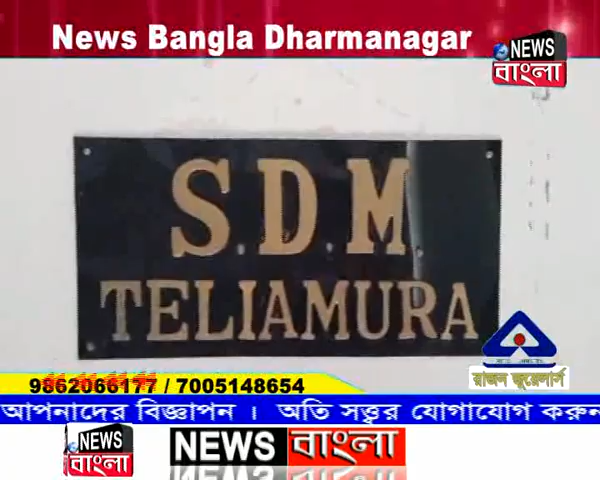 News Bangla Dharmanagar
NEWS
বাংলা
S.D.M.
TELIAMURA
রাজন জুয়েলার্স
9862066177 / 7005148654
আপনাদের বিজ্ঞাপন । অতি সত্ত্বর যোগাযোগ করুন
NEWS
বাংলা
NEWS বাংলা